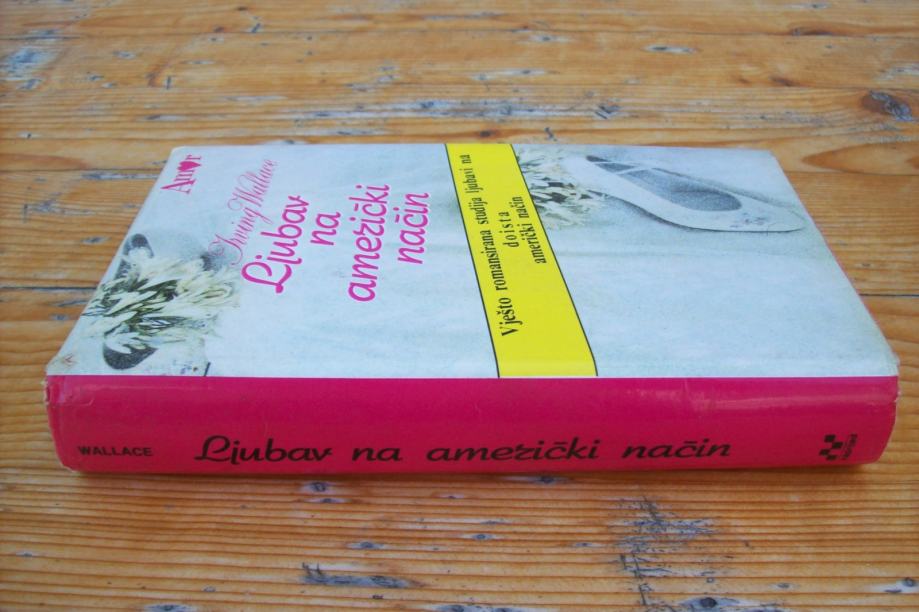 Amor
Irving Wallace
Ljubav
na
američki
način
Vješto romansirana studija ljubavi na
doista
američki način
WALLACE Ljubav na američki način